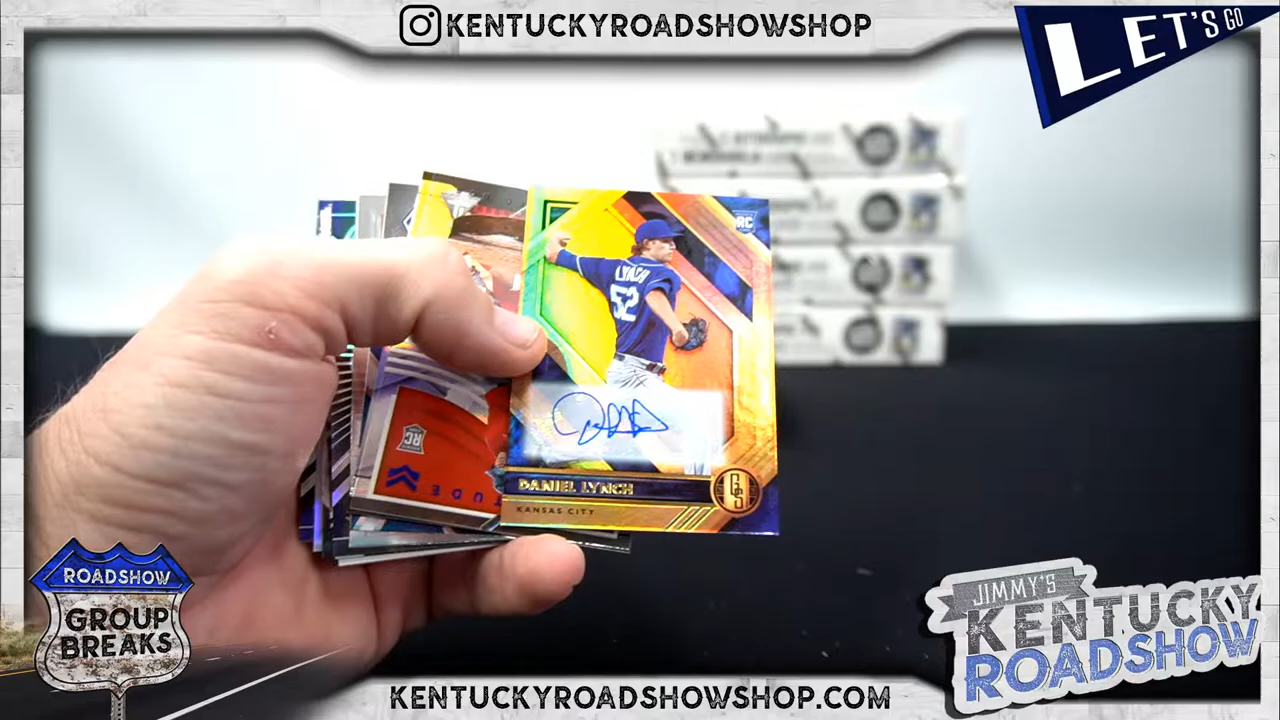 KENTUCKYROADSHOWSHOP
LET'S GO
RC
LYNCH
52
RC
DANIEL LYNCH
GS
KANSAS CITY
ROADSHOW
GROUP
BREAKS
JIMMY'S
KENTUCKY
ROADSHOW
KENTUCKYROADSHOWSHOP.COM